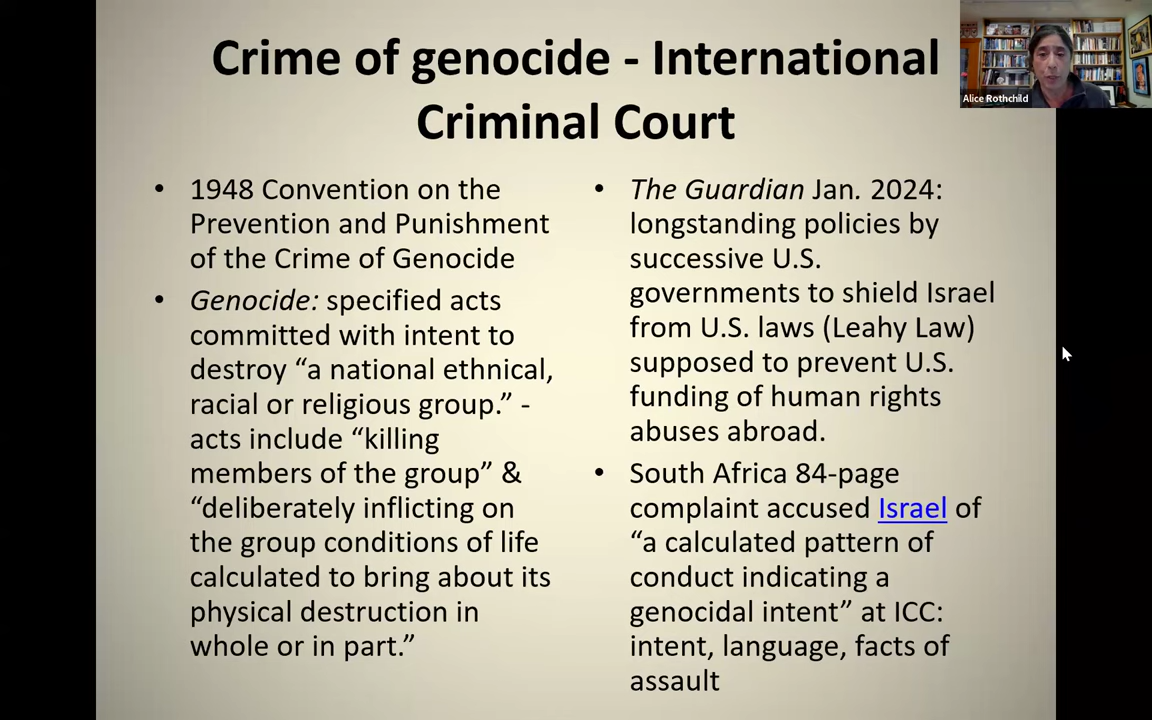 Crime of genocide - International
Criminal Court
Alice Rothchild
• 1948 Convention on the
Prevention and Punishment
of the Crime of Genocide
• Genocide: specified acts
committed with intent to
destroy “a national ethnical,
racial or religious group.” -
acts include “killing
members of the group” &
“deliberately inflicting on
the group conditions of life
calculated to bring about its
physical destruction in
whole or in part.”
• The Guardian Jan. 2024:
longstanding policies by
successive U.S.
governments to shield Israel
from U.S. laws (Leahy Law)
supposed to prevent U.S.
funding of human rights
abuses abroad.
• South Africa 84-page
complaint accused Israel of
“a calculated pattern of
conduct indicating a
genocidal intent” at ICC:
intent, language, facts of
assault